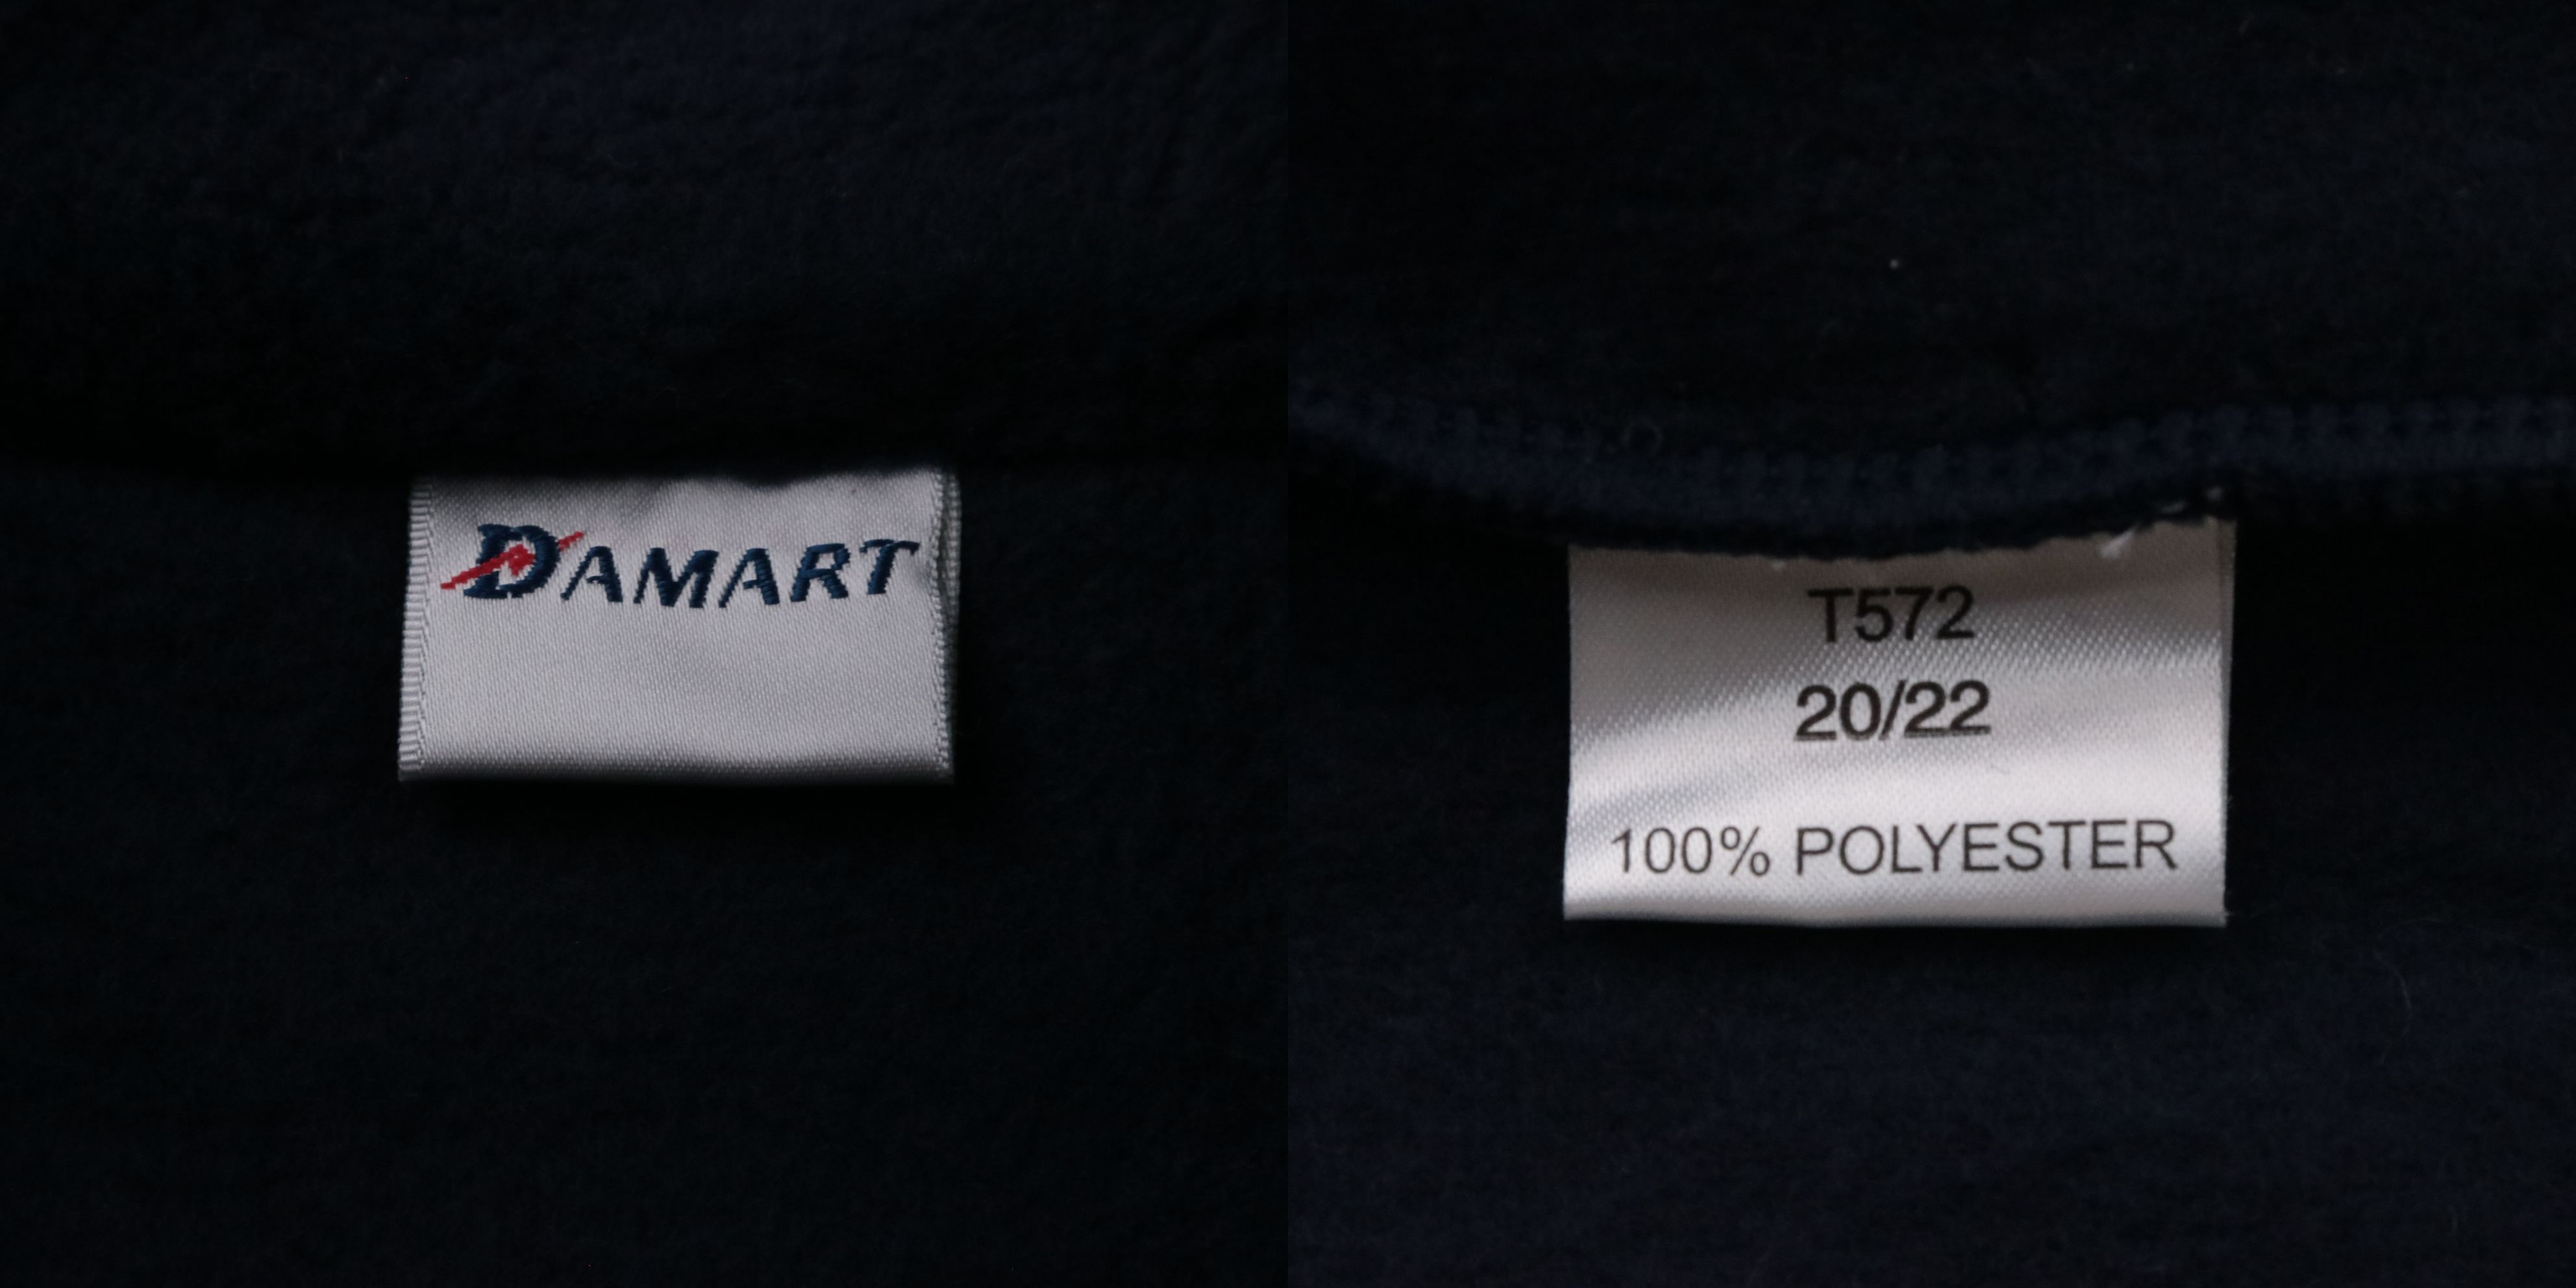 DAMART
T572
20/22
100% POLYESTER